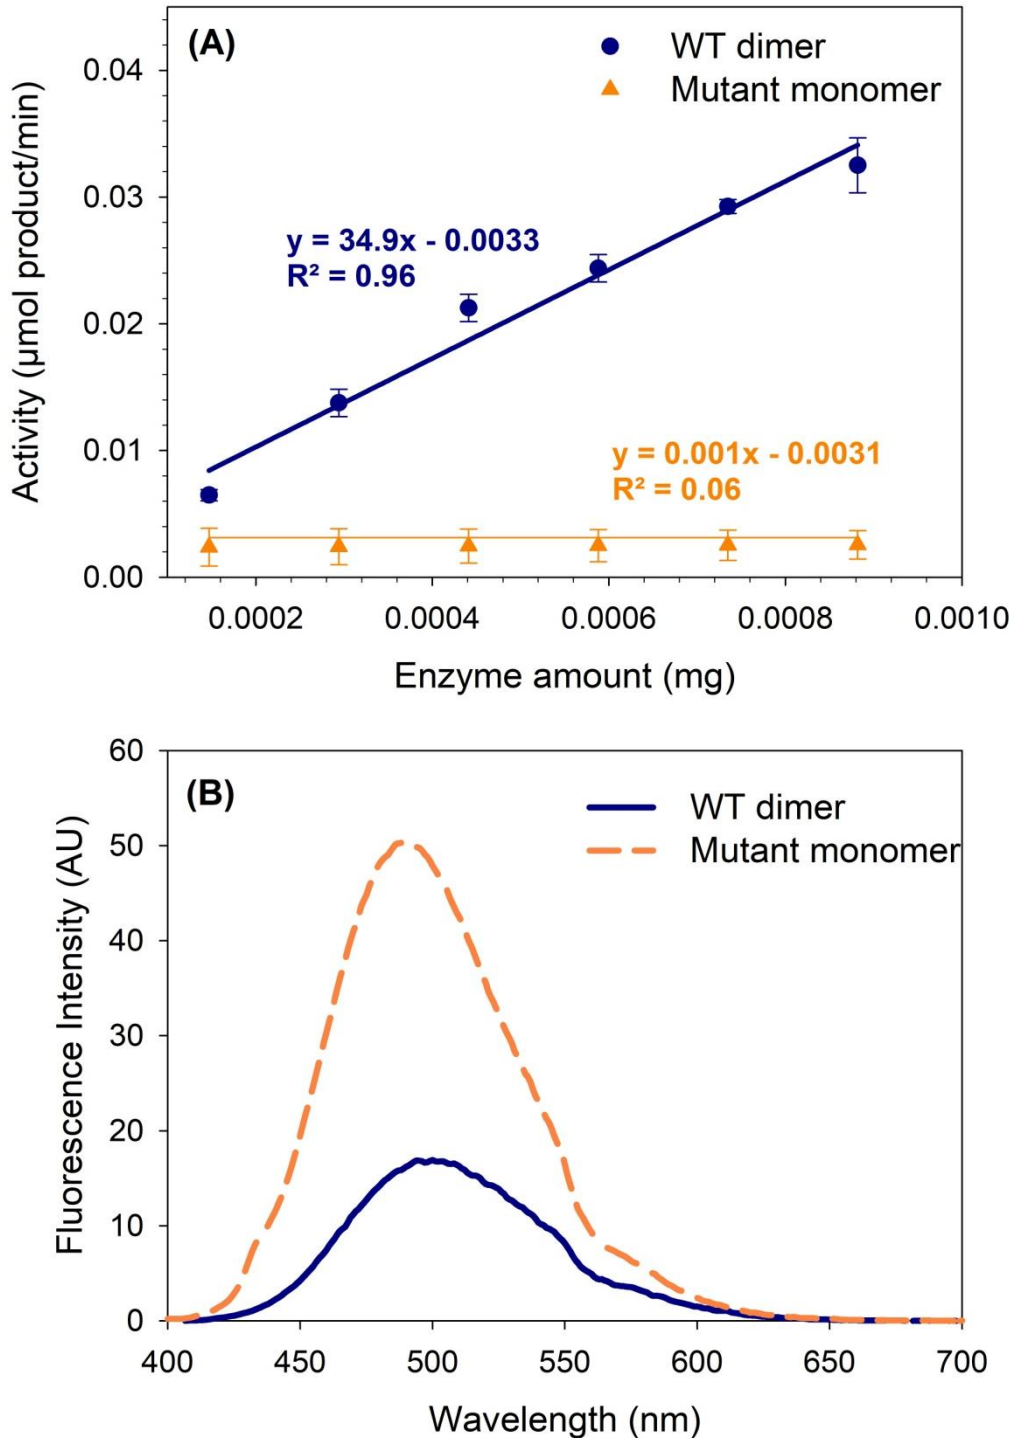 (A)
WT dimer
Mutant monomer
Activity (µmol product/min)
0.04
0.03
0.02
0.01
0.00
y = 34.9x - 0.0033
R² = 0.96
y = 0.001x - 0.0031
R² = 0.06
0.0002 0.0004 0.0006 0.0008 0.0010
Enzyme amount (mg)
(B)
WT dimer
Mutant monomer
Fluorescence Intensity (AU)
60
50
40
30
20
10
0
400 450 500 550 600 650 700
Wavelength (nm)